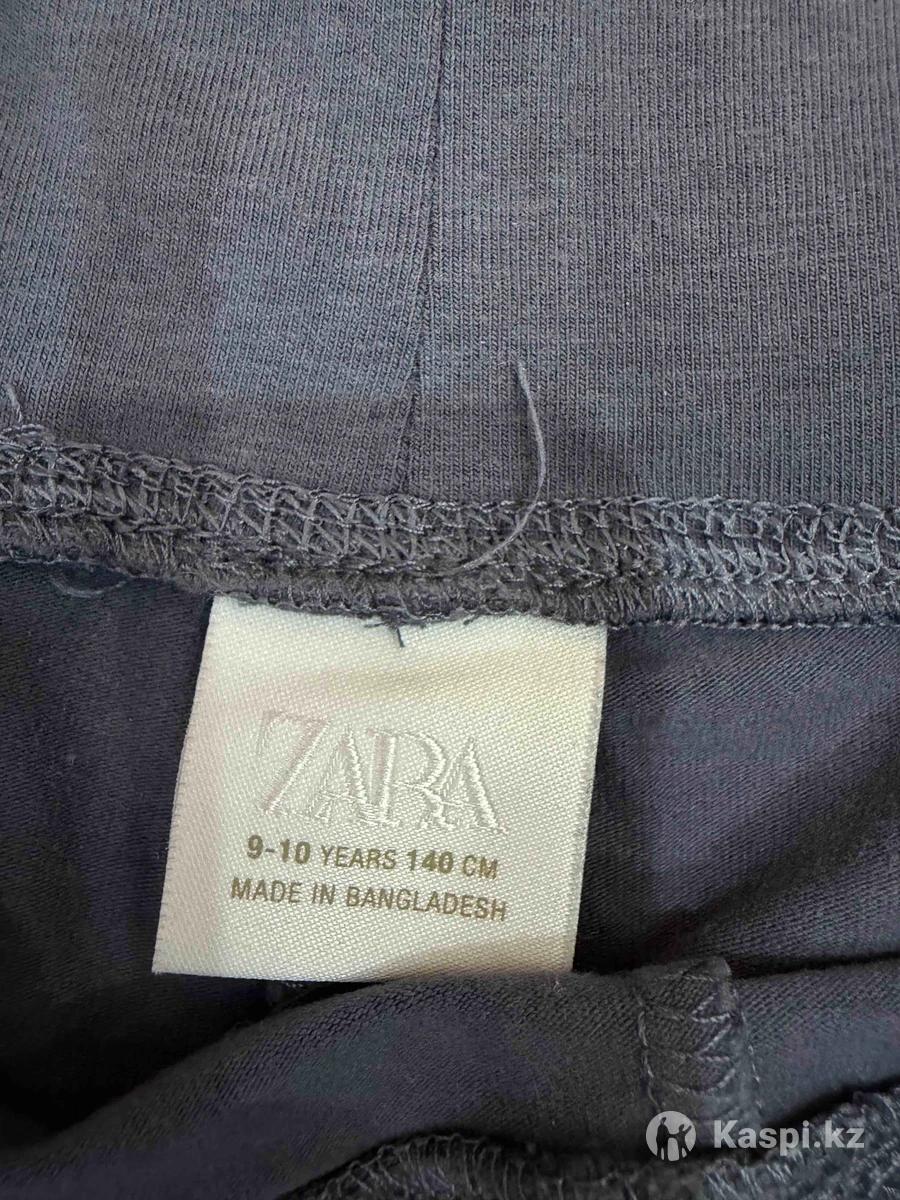 ZARA
9-10 YEARS 140 CM
MADE IN BANGLADESH
Kaspi.kz